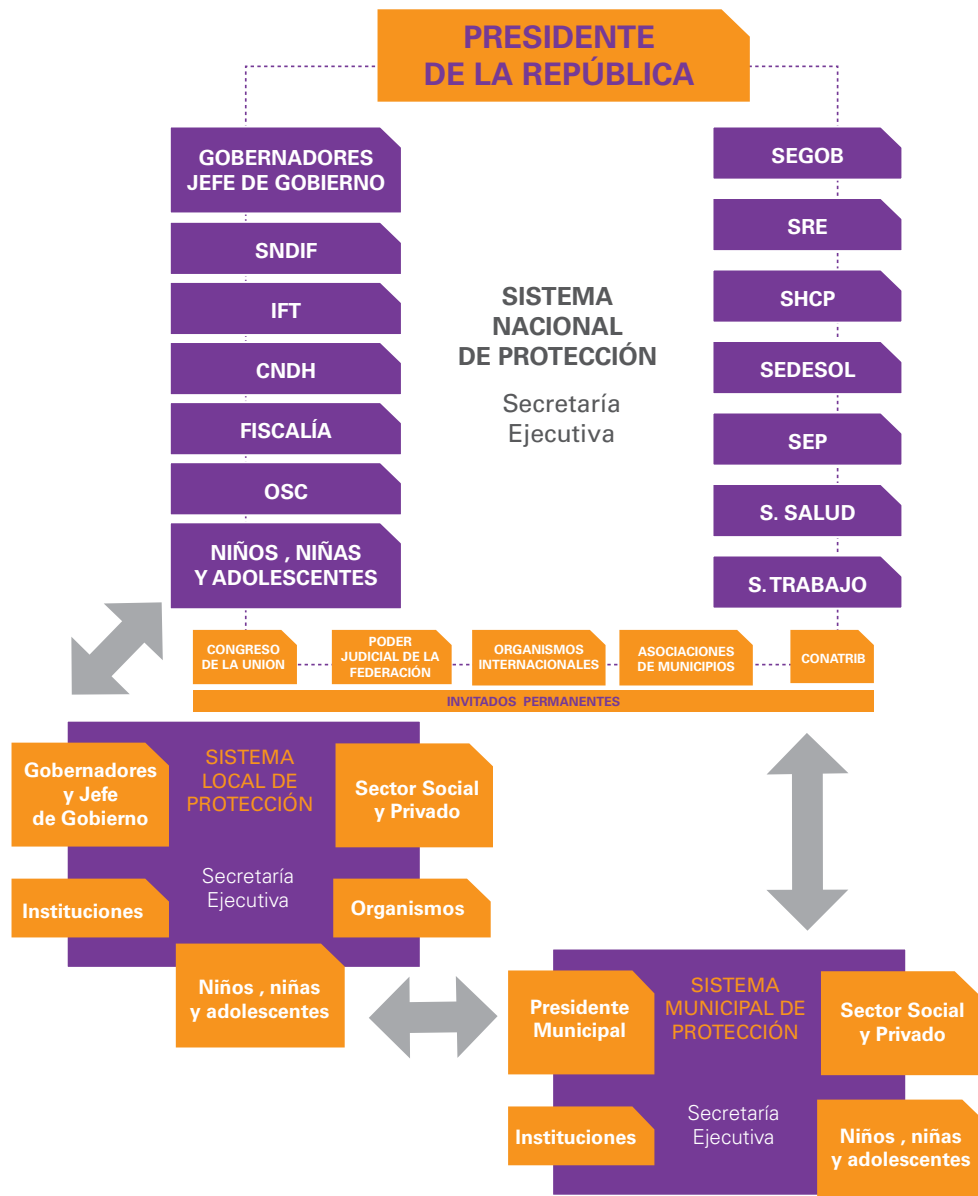 PRESIDENTE
DE LA REPÚBLICA
GOBERNADORES
JEFE DE GOBIERNO
SNDIF
IFT
CNDH
FISCALÍA
OSC
NIÑOS , NIÑAS
Y ADOLESCENTES
SISTEMA
NACIONAL
DE PROTECCIÓN
Secretaría
Ejecutiva
SEGOB
SRE
SHCP
SEDESOL
SEP
S. SALUD
S. TRABAJO
CONGRESO
DE LA UNION
PODER
JUDICIAL DE LA
FEDERACIÓN
ORGANISMOS
INTERNACIONALES
ASOCIACIONES
DE MUNICIPIOS
CONATRIB
INVITADOS PERMANENTES
Gobernadores
y Jefe
de Gobierno
SISTEMA
LOCAL DE
PROTECCIÓN
Sector Social
y Privado
Secretaría
Ejecutiva
Instituciones
Organismos
Niños , niñas
y adolescentes
Presidente
Municipal
SISTEMA
MUNICIPAL DE
PROTECCIÓN
Sector Social
y Privado
Secretaría
Ejecutiva
Instituciones
Niños , niñas
y adolescentes